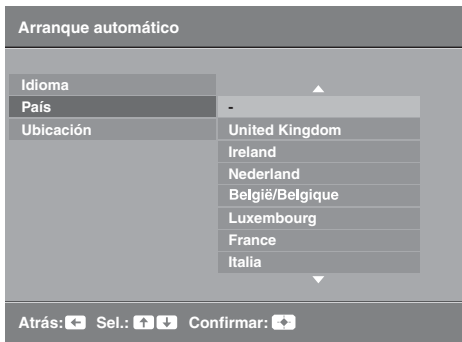 Arranque automático
Idioma
País
Ubicación
-
United Kingdom
Ireland
Nederland
België/Belgique
Luxembourg
France
Italia
Atrás: Sel.: Confirmar: